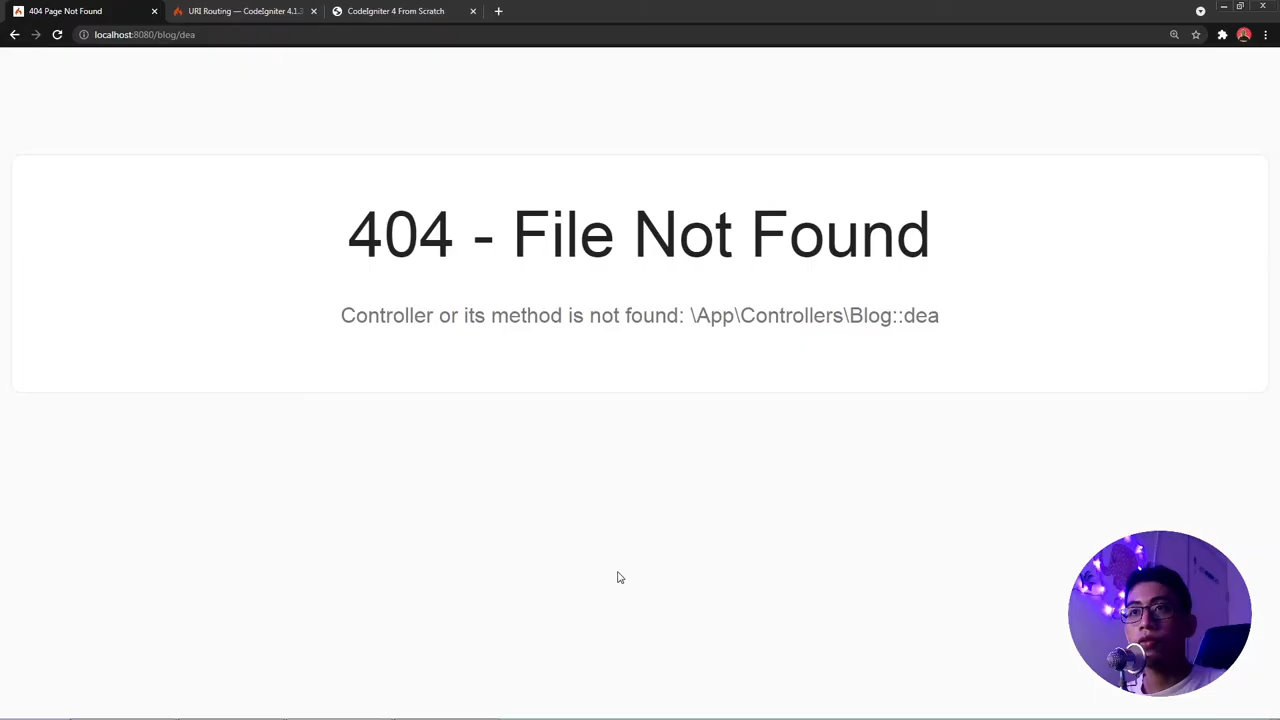 404 Page Not Found
URI Routing — CodeIgniter 4.1.3
CodeIgniter 4 From Scratch
localhost:8080/blog/dea
404 - File Not Found
Controller or its method is not found: \App\Controllers\Blog::dea